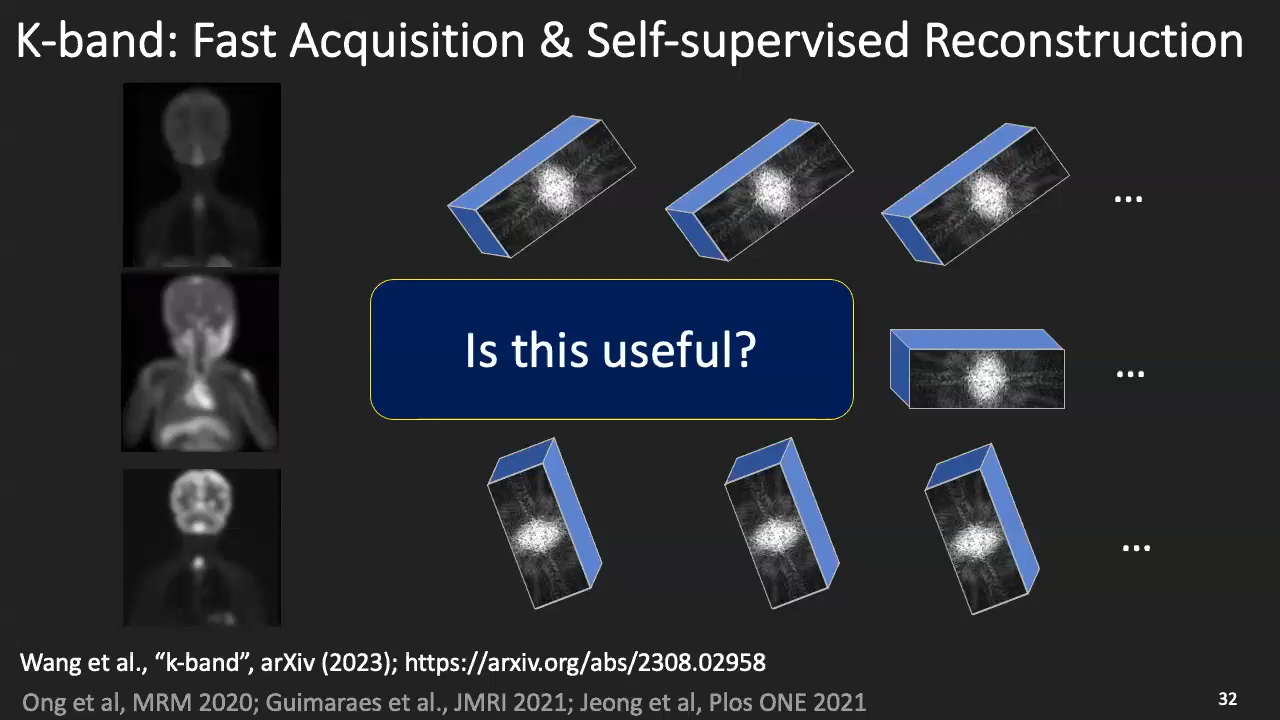 K-band: Fast Acquisition & Self-supervised Reconstruction
...
Is this useful?
...
...
Wang et al., “k-band”, arXiv (2023); https://arxiv.org/abs/2308.02958
Ong et al, MRM 2020; Guimaraes et al., JMRI 2021; Jeong et al, Plos ONE 2021
32